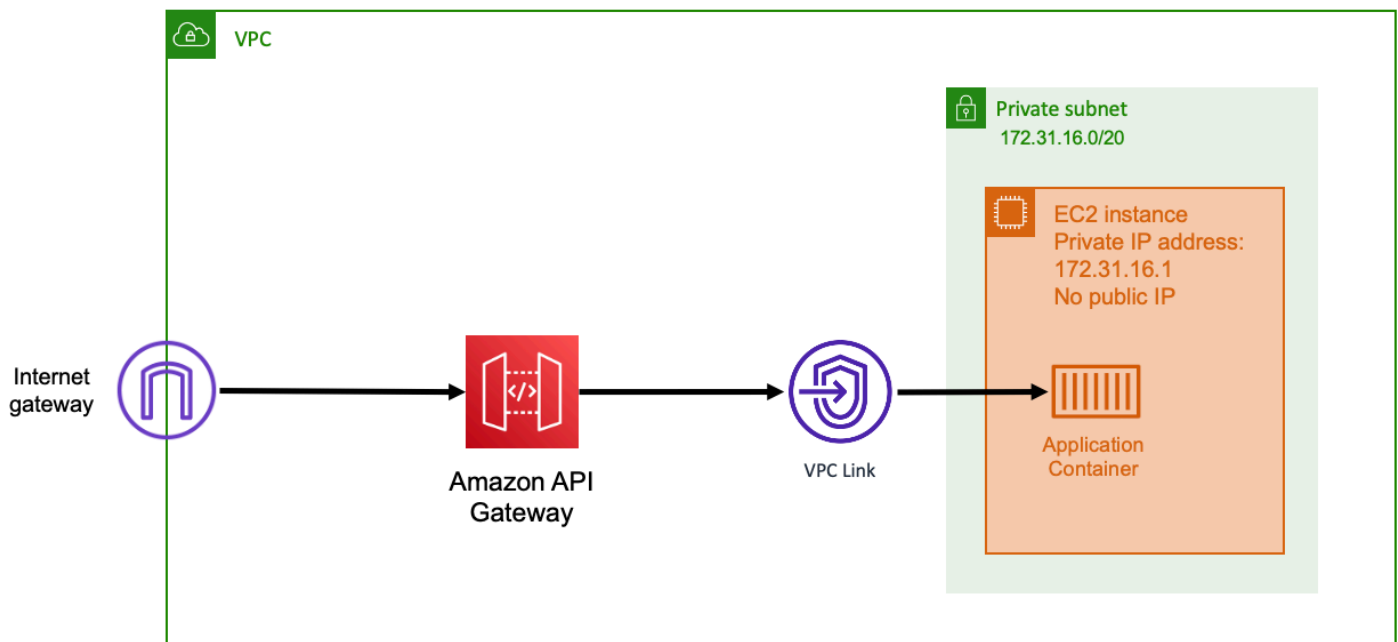 VPC
Private subnet
172.31.16.0/20
EC2 instance
Private IP address:
172.31.16.1
No public IP
Internet
gateway
</>
Amazon API
Gateway
VPC Link
Application
Container